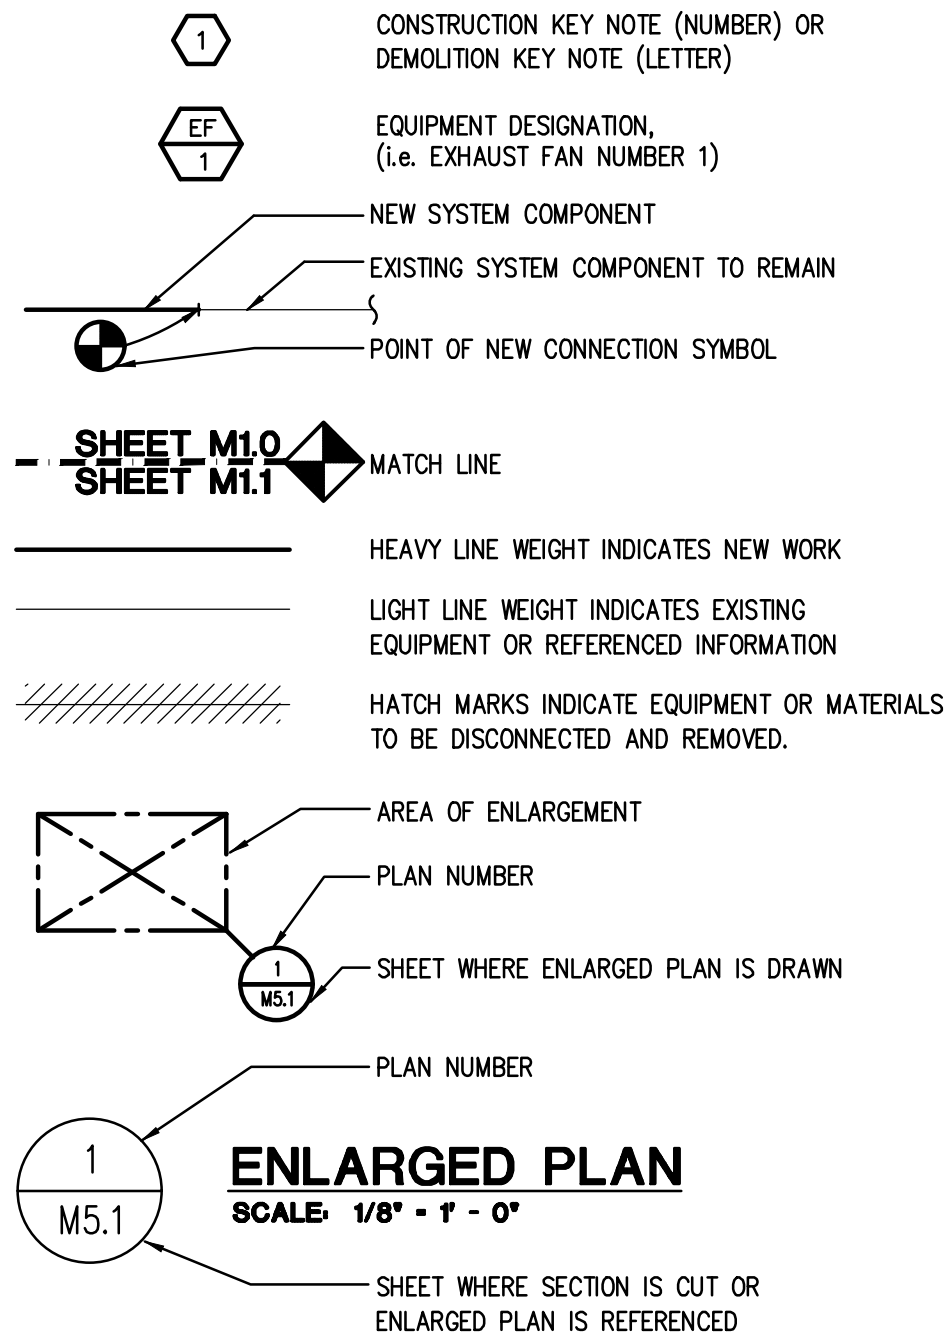 1
CONSTRUCTION KEY NOTE (NUMBER) OR
DEMOLITION KEY NOTE (LETTER)
EF
1
EQUIPMENT DESIGNATION,
(i.e. EXHAUST FAN NUMBER 1)
NEW SYSTEM COMPONENT
EXISTING SYSTEM COMPONENT TO REMAIN
POINT OF NEW CONNECTION SYMBOL
SHEET M1.0
SHEET M1.1
MATCH LINE
HEAVY LINE WEIGHT INDICATES NEW WORK
LIGHT LINE WEIGHT INDICATES EXISTING
EQUIPMENT OR REFERENCED INFORMATION
HATCH MARKS INDICATE EQUIPMENT OR MATERIALS
TO BE DISCONNECTED AND REMOVED.
AREA OF ENLARGEMENT
PLAN NUMBER
1
M5.1
SHEET WHERE ENLARGED PLAN IS DRAWN
PLAN NUMBER
1
M5.1
ENLARGED PLAN
SCALE: 1/8" = 1' - 0"
SHEET WHERE SECTION IS CUT OR
ENLARGED PLAN IS REFERENCED